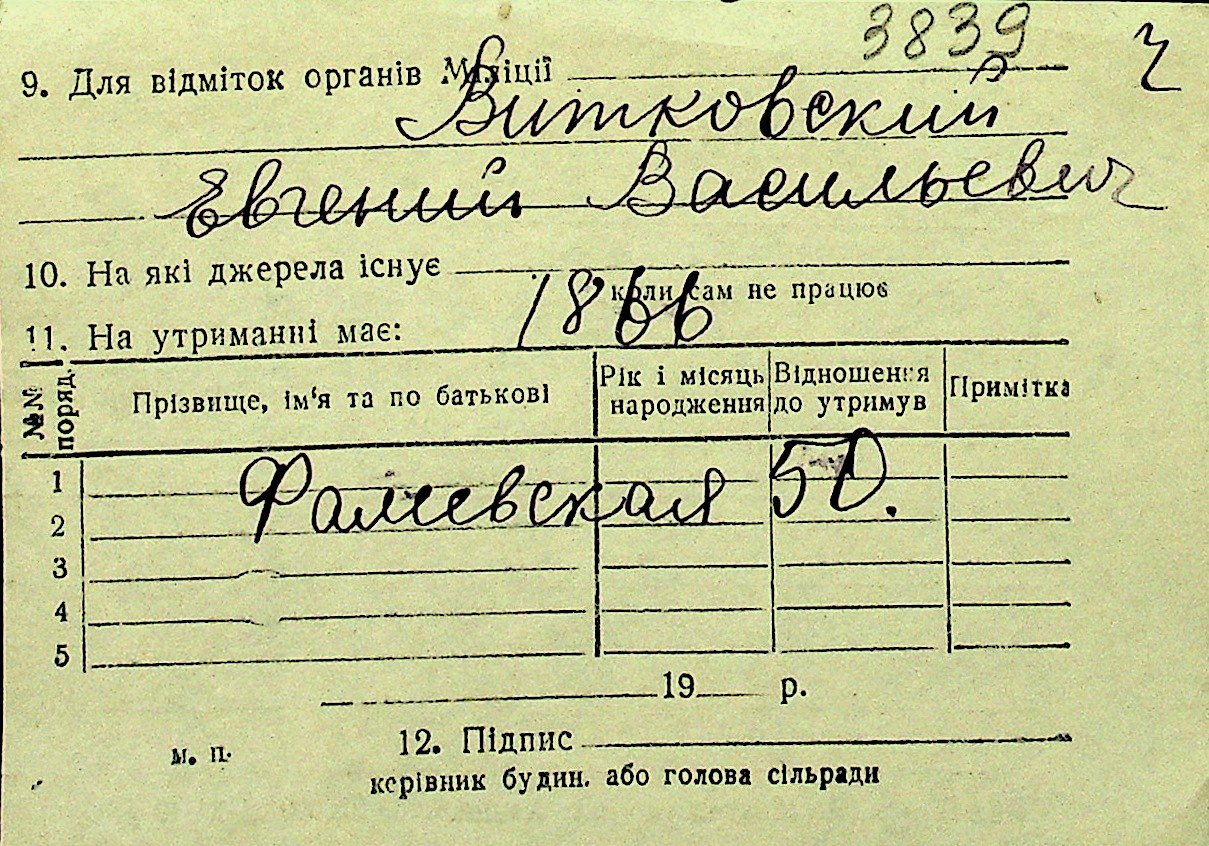 3839
9. Для відміток органів Міліції
Витковский
Евгений Васильевич
10. На які джерела існує
коли сам не працює
11. На утриманні має:
1866
№№ поряд. Прізвище, ім'я та по батькові Рік і місяць народження Відношення до утримув Примітка
1
Фалиевская 50.
2
3
4
5
19 р.
м. п. 12. Підпис
керівник будин. або голова сільради